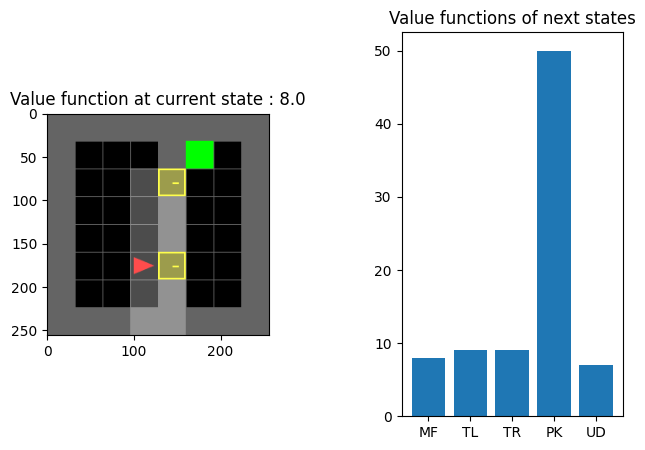 Value function at current state : 8.0
0
50
100
150
200
250
0
100
200
Value functions of next states
50
40
30
20
10
0
MF
TL
TR
PK
UD